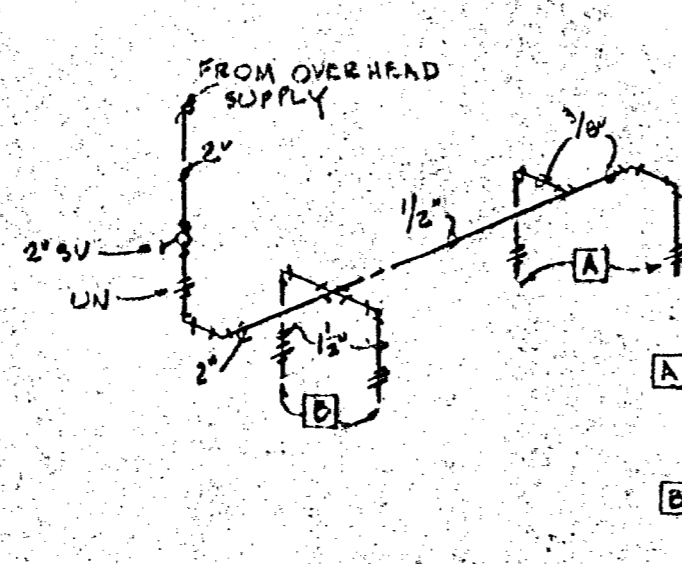 FROM OVERHEAD
SUPPLY
2"
3/8"
1/2"
2" SV
UN
A
1 1/2"
2"
A
B
B